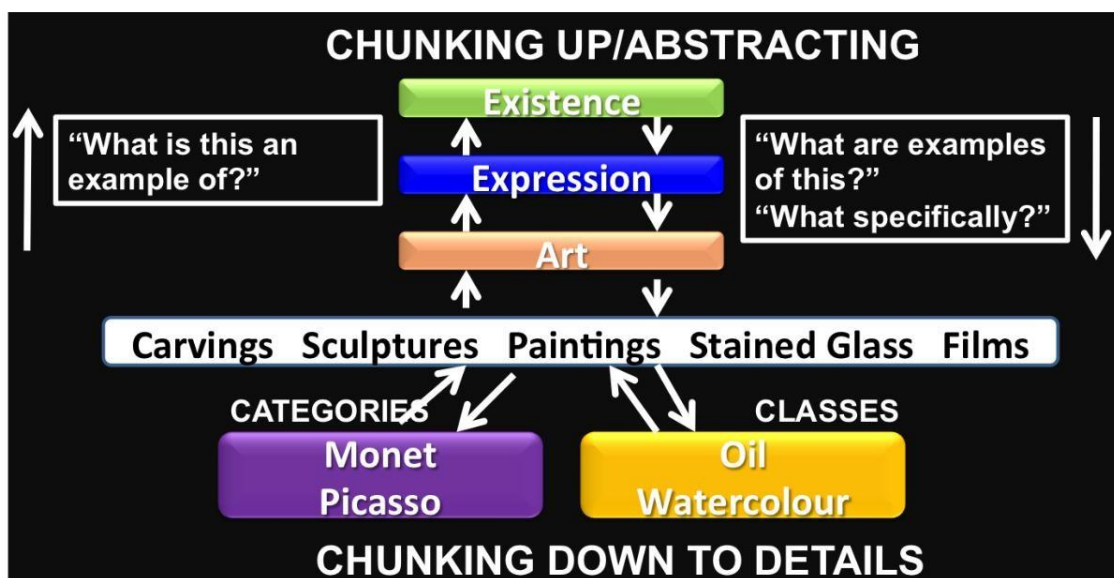 CHUNKING UP/ABSTRACTING
Existence
“What is this an
example of?”
Expression
“What are examples
of this?”
“What specifically?”
Art
Carvings Sculptures Paintings Stained Glass Films
CATEGORIES
CLASSES
Monet
Picasso
Oil
Watercolour
CHUNKING DOWN TO DETAILS